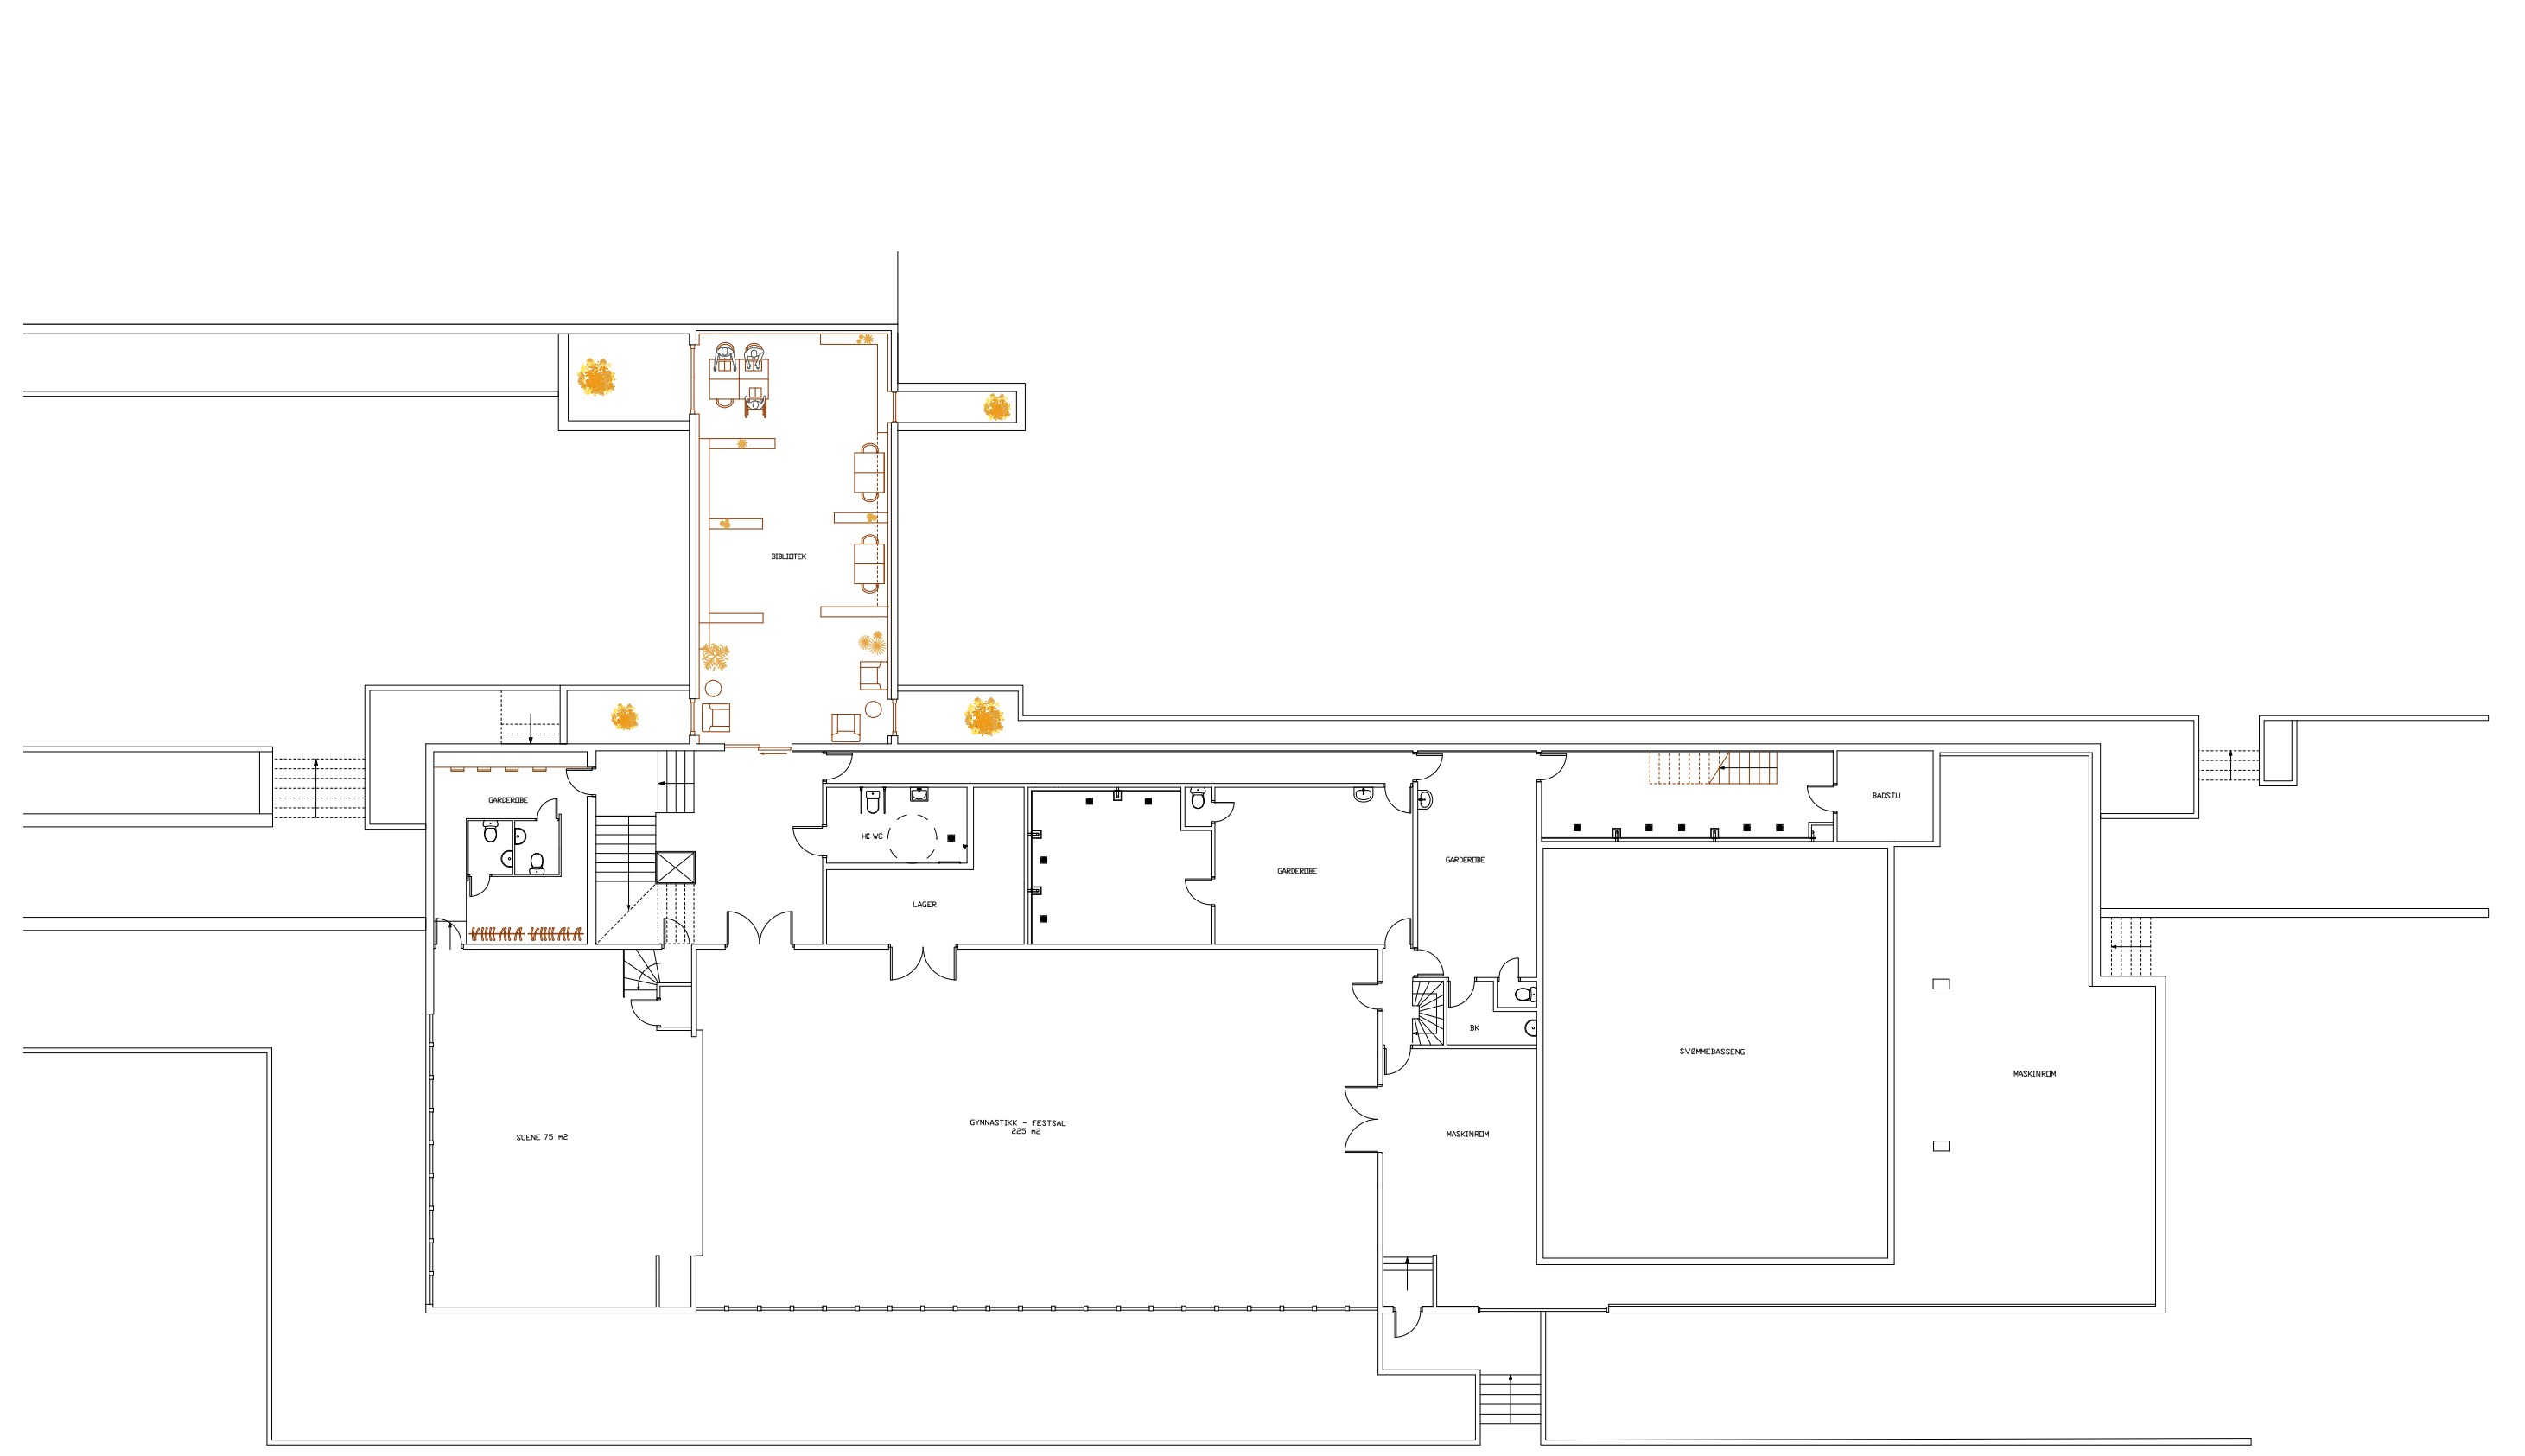 BIBLIOTEK
GARDEROBE
BADSTU
HC WC
GARDEROBE
GARDEROBE
LAGER
BK
SVØMMEBASSENG
MASKINROM
GYMNASTIKK - FESTSAL
225 m2
SCENE 75 m2
MASKINROM